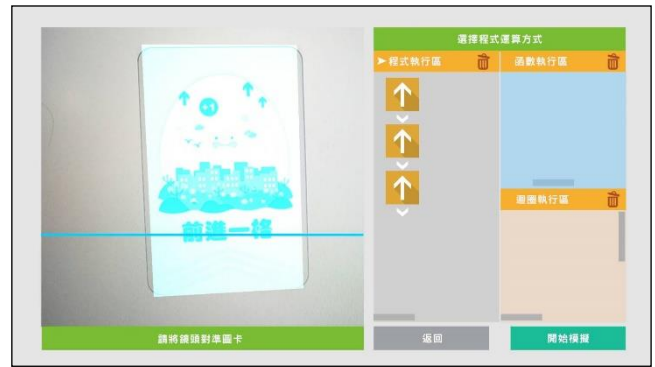 +1
前進一格
請將鏡頭對準圖卡
選擇程式運算方式
程式執行區
函數執行區
迴圈執行區
返回
開始模擬